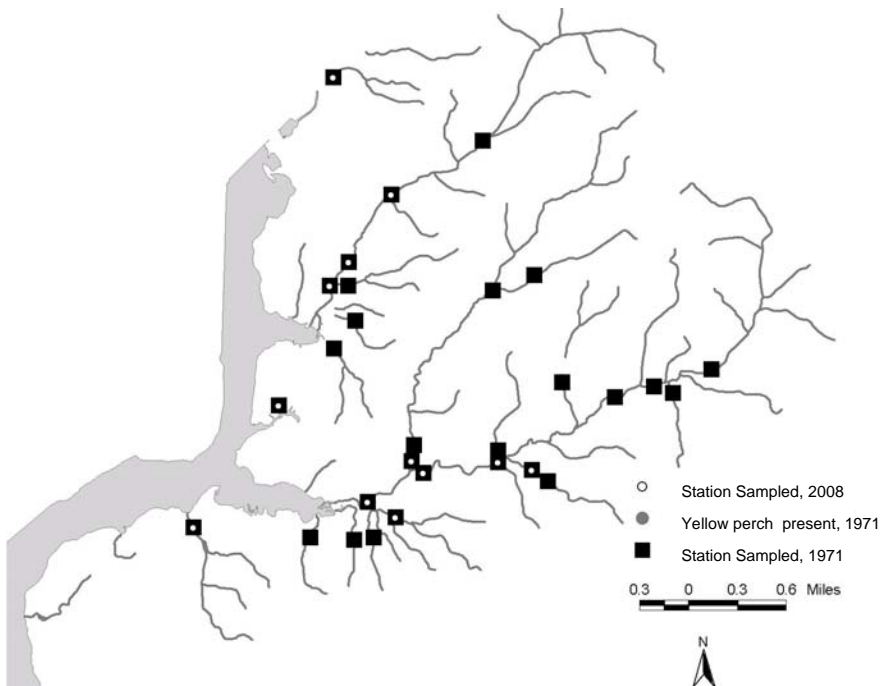 Station Sampled, 2008
Yellow perch present, 1971
Station Sampled, 1971
0.3 0 0.3 0.6 Miles
N